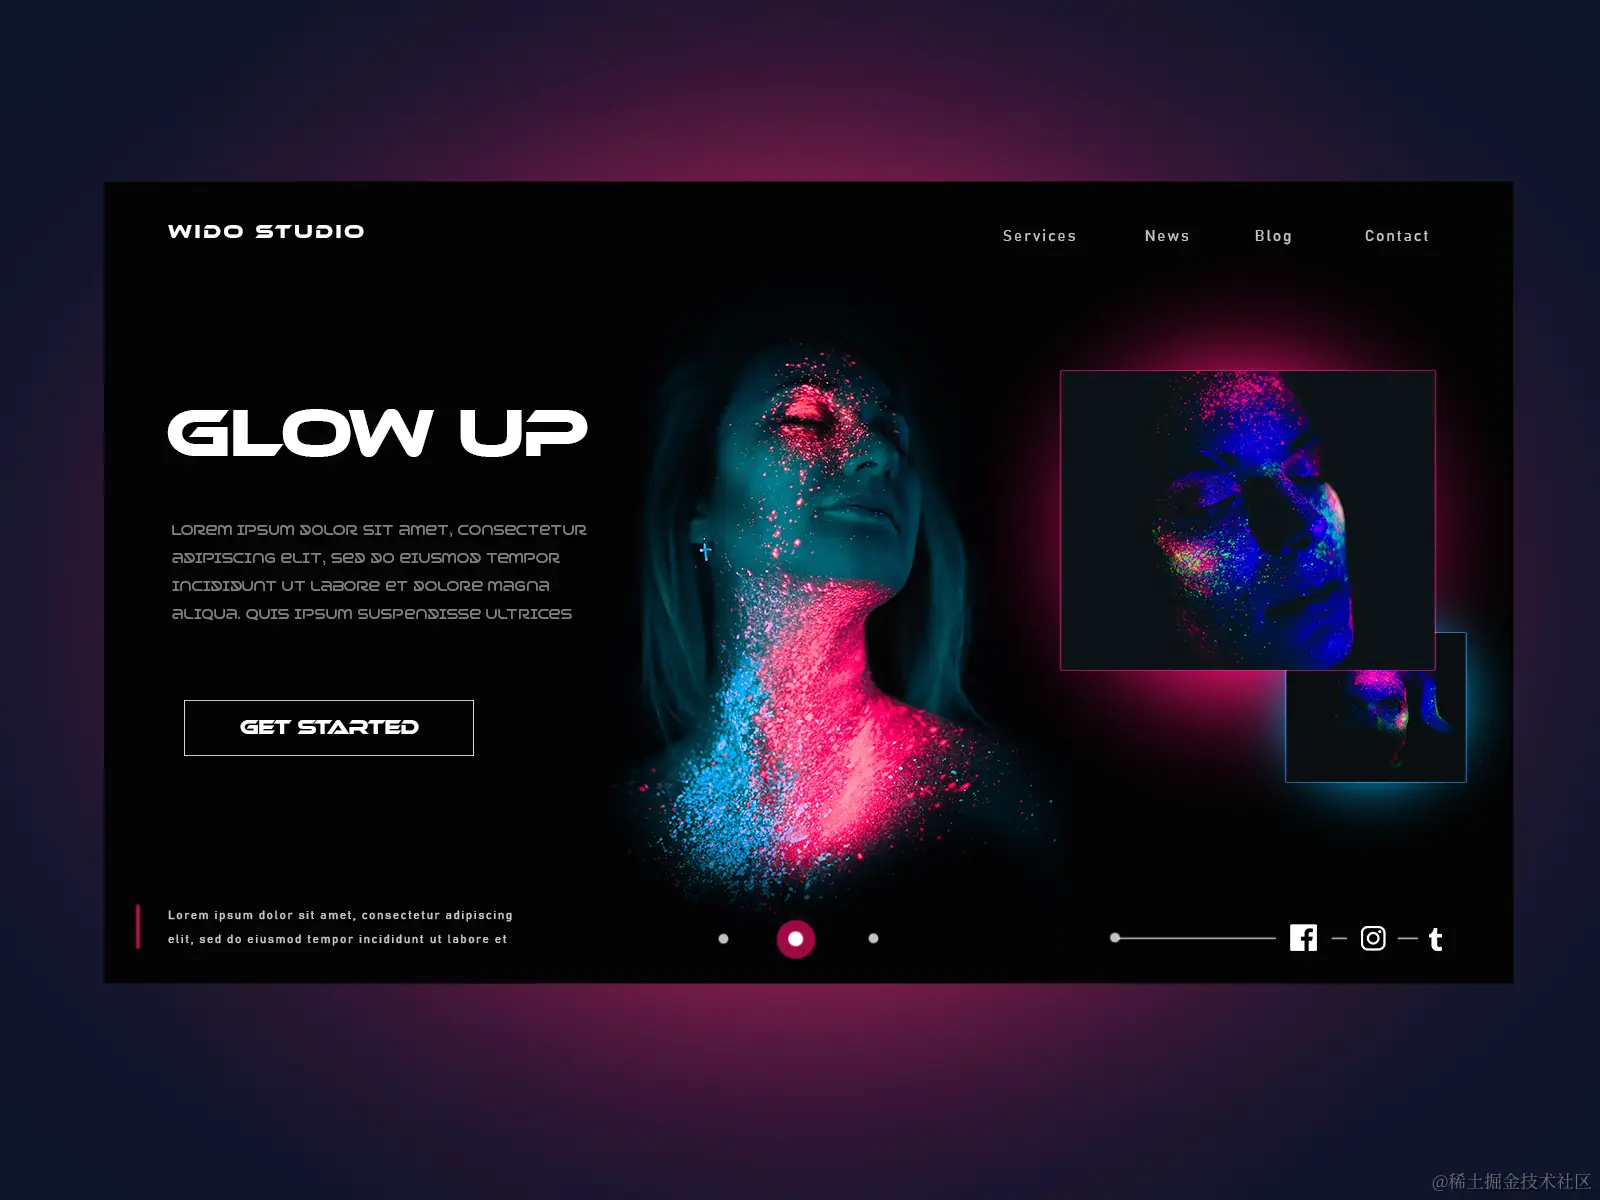 WIDO STUDIO
Services News Blog Contact
GLOW UP
LOREM IPSUM DOLOR SIT AMET, CONSECTETUR
ADIPISCING ELIT, SED DO EIUSMOD TEMPOR
INCIDIDUNT UT LABORE ET DOLORE MAGNA
ALIQUA. QUIS IPSUM SUSPENDISSE ULTRICES
GET STARTED
Lorem ipsum dolor sit amet, consectetur adipiscing
elit, sed do eiusmod tempor incididunt ut labore et
@稀土掘金技术社区